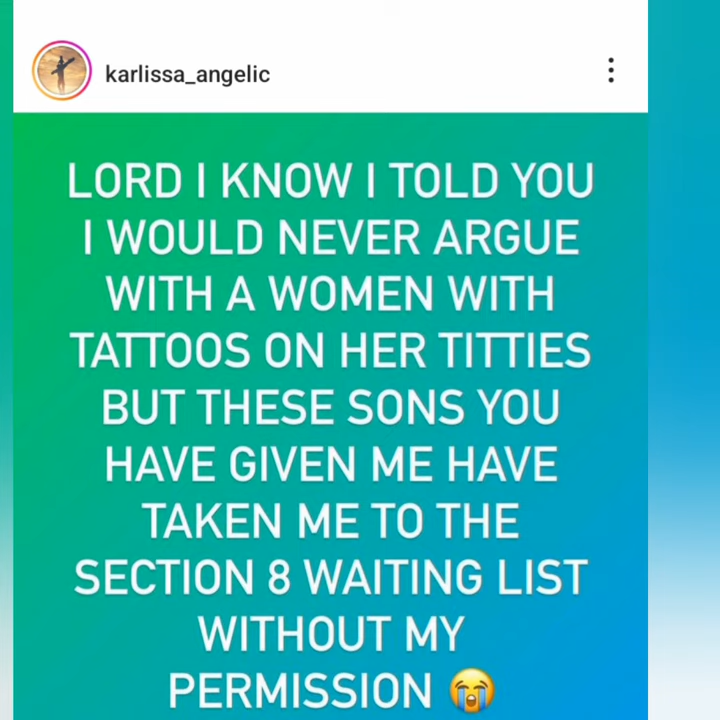 karlissa_angelic
LORD I KNOW I TOLD YOU
I WOULD NEVER ARGUE
WITH A WOMEN WITH
TATTOOS ON HER TITTIES
BUT THESE SONS YOU
HAVE GIVEN ME HAVE
TAKEN ME TO THE
SECTION 8 WAITING LIST
WITHOUT MY
PERMISSION 😭